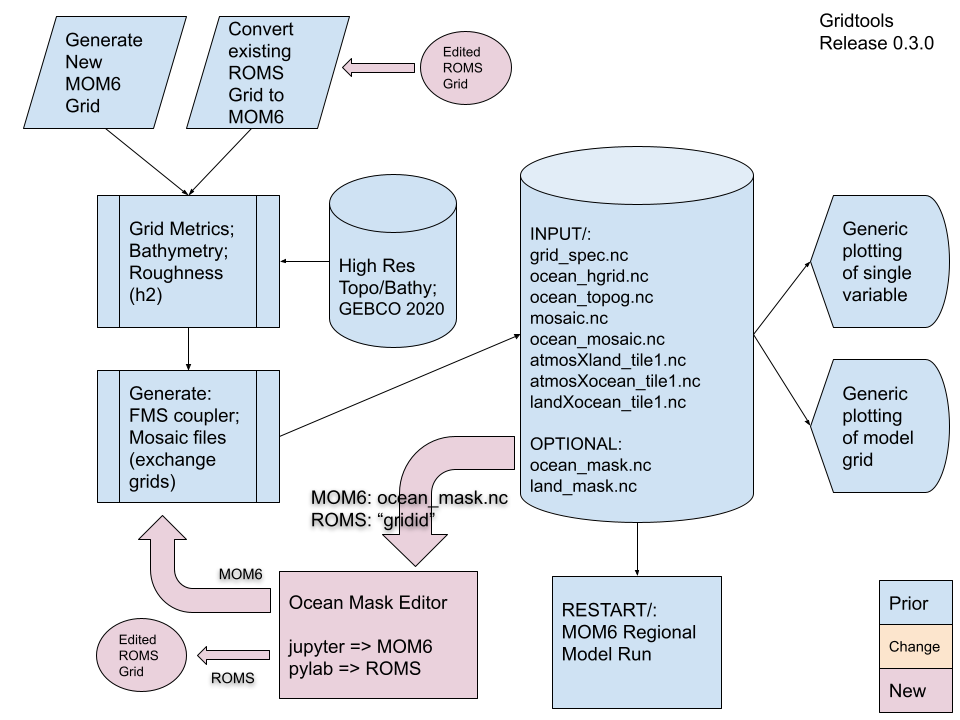 Generate
New
MOM6
Grid
Convert
existing
ROMS
Grid to
MOM6
Edited
ROMS
Grid
Gridtools
Release 0.3.0
Grid Metrics;
Bathymetry;
Roughness
(h2)
High Res
Topo/Bathy;
GEBCO 2020
INPUT/:
grid_spec.nc
ocean_hgrid.nc
ocean_topog.nc
mosaic.nc
ocean_mosaic.nc
atmosXland_tile1.nc
atmosXocean_tile1.nc
landXocean_tile1.nc
OPTIONAL:
ocean_mask.nc
land_mask.nc
Generic
plotting
of single
variable
Generate:
FMS coupler;
Mosaic files
(exchange
grids)
Generic
plotting
of model
grid
MOM6: ocean_mask.nc
ROMS: “gridid”
MOM6
Ocean Mask Editor
jupyter => MOM6
pylab => ROMS
Edited
ROMS
Grid
ROMS
RESTART/:
MOM6 Regional
Model Run
Prior
Change
New